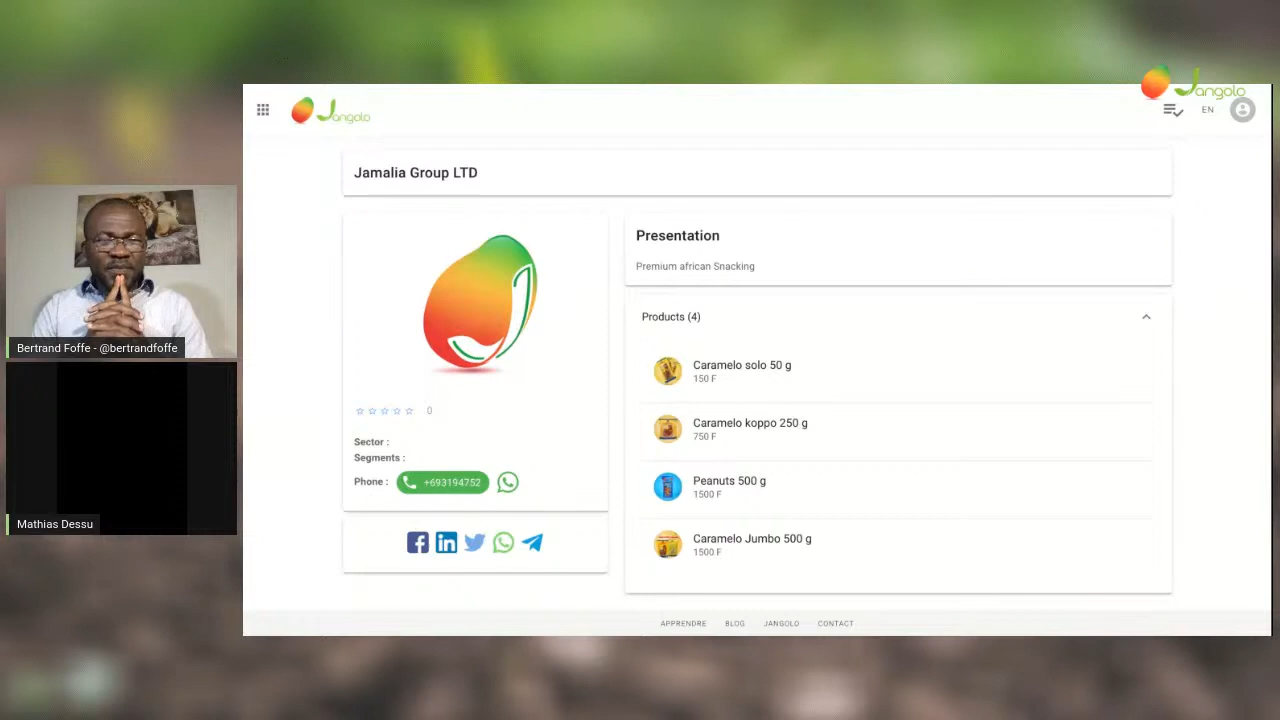 Jangolo
Jangolo
EN
Jamalia Group LTD
0
Sector :
Segments :
Phone :
+693194752
Presentation
Premium african Snacking
Products (4)
Caramelo solo 50 g
150 F
Caramelo koppo 250 g
750 F
Peanuts 500 g
1500 F
Caramelo Jumbo 500 g
1500 F
APPRENDRE
BLOG
JANGOLO
CONTACT
Bertrand Foffe - @bertrandfoffe
Mathias Dessu